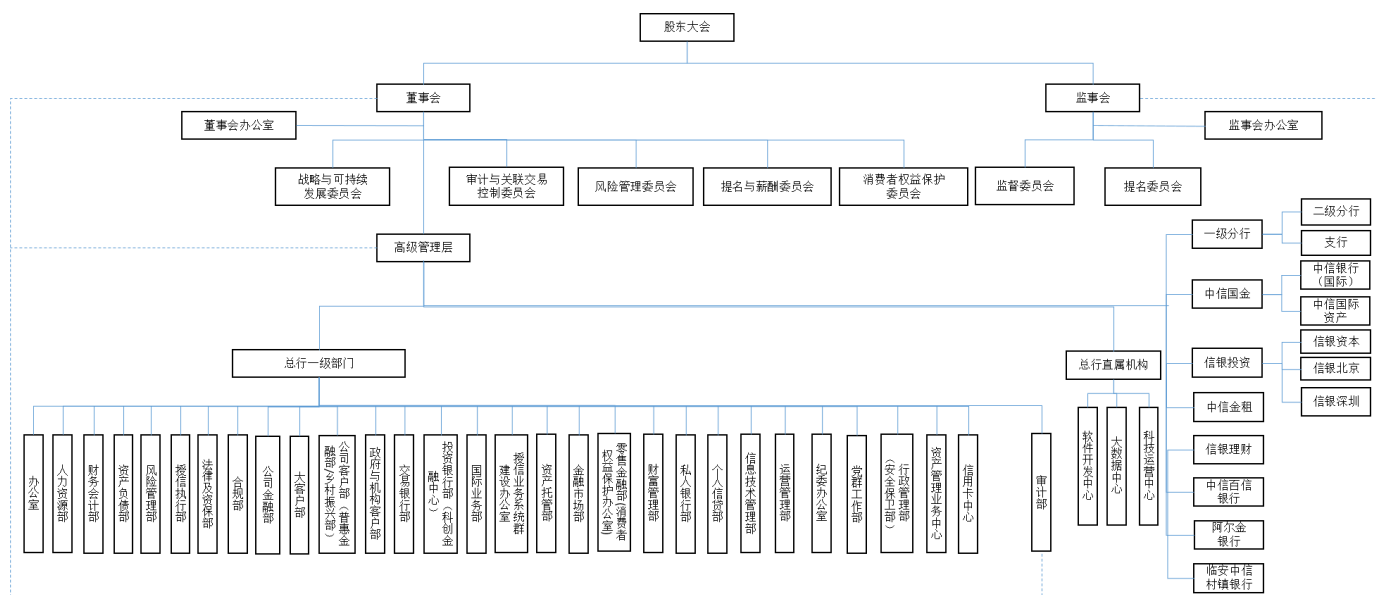 股东大会
董事会
监事会
董事会办公室
监事会办公室
战略与可持续
发展委员会
审计与关联交易
控制委员会
风险管理委员会
提名与薪酬委员会
消费者权益保护
委员会
监督委员会
提名委员会
高级管理层
一级分行
二级分行
支行
中信国金
中信银行
（国际）
中信国际
资产
信银投资
信银资本
信银北京
信银深圳
中信金租
信银理财
中信百信
银行
阿尔金
银行
临安中信
村镇银行
总行一级部门
总行直属机构
办公室
人力资源部
财务会计部
资产负债部
风险管理部
授信执行部
法律及资保部
合规部
公司金融部
大客户部
公司客户部（普惠金
融部/乡村振兴部）
政府与机构客户部
交易银行部
投资银行部（科创金
融中心）
国际业务部
授信业务系统群
建设办公室
资产托管部
金融市场部
零售金融部(消费者
权益保护办公室)
财富管理部
私人银行部
个人信贷部
信息技术管理部
运营管理部
纪委办公室
党群工作部
行政管理部
（安全保卫部）
资产管理业务中心
信用卡中心
审计部
软件开发中心
大数据中心
科技运营中心